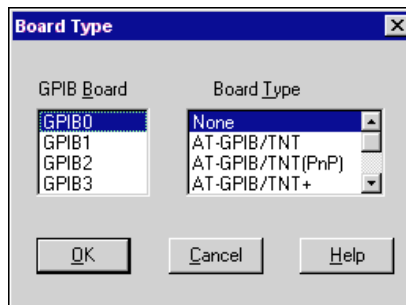 Board Type
GPIB Board
Board Type
GPIB0
None
GPIB1
AT-GPIB/TNT
GPIB2
AT-GPIB/TNT(PnP)
GPIB3
AT-GPIB/TNT+
OK
Cancel
Help